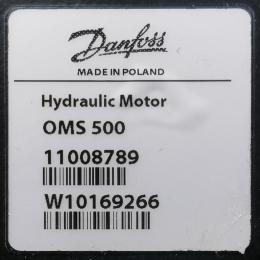 Danfoss
MADE IN POLAND
Hydraulic Motor
OMS 500
11008789
W10169266